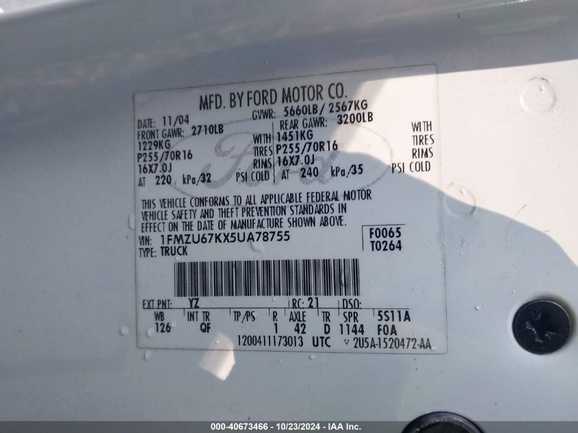 MFD. BY FORD MOTOR CO.
DATE: 11/04 GVWR: 5660LB/ 2567KG
FRONT GAWR: 2710LB REAR GAWR: 3200LB
1229KG WITH 1451KG WITH
P255/70R16 TIRES P255/70R16 TIRES
16X7.0J RIMS 16X7.0J RIMS
AT 220 kPa/32 PSI COLD AT 240 kPa/35 PSI COLD
THIS VEHICLE CONFORMS TO ALL APPLICABLE FEDERAL MOTOR
VEHICLE SAFETY AND THEFT PREVENTION STANDARDS IN
EFFECT ON THE DATE OF MANUFACTURE SHOWN ABOVE.
VIN: 1FMZU67KX5UA78755 F0065
TYPE: TRUCK T0264
EXT PNT: YZ RC: 21 DSO:
WB INT TR TP/PS R AXLE TR SPR 5S11A
126 QF 1 42 D 1144 F0A
1200411173013 UTC 2U5A-1520472-AA
Ford
000-40673466 - 10/23/2024 - IAA Inc.